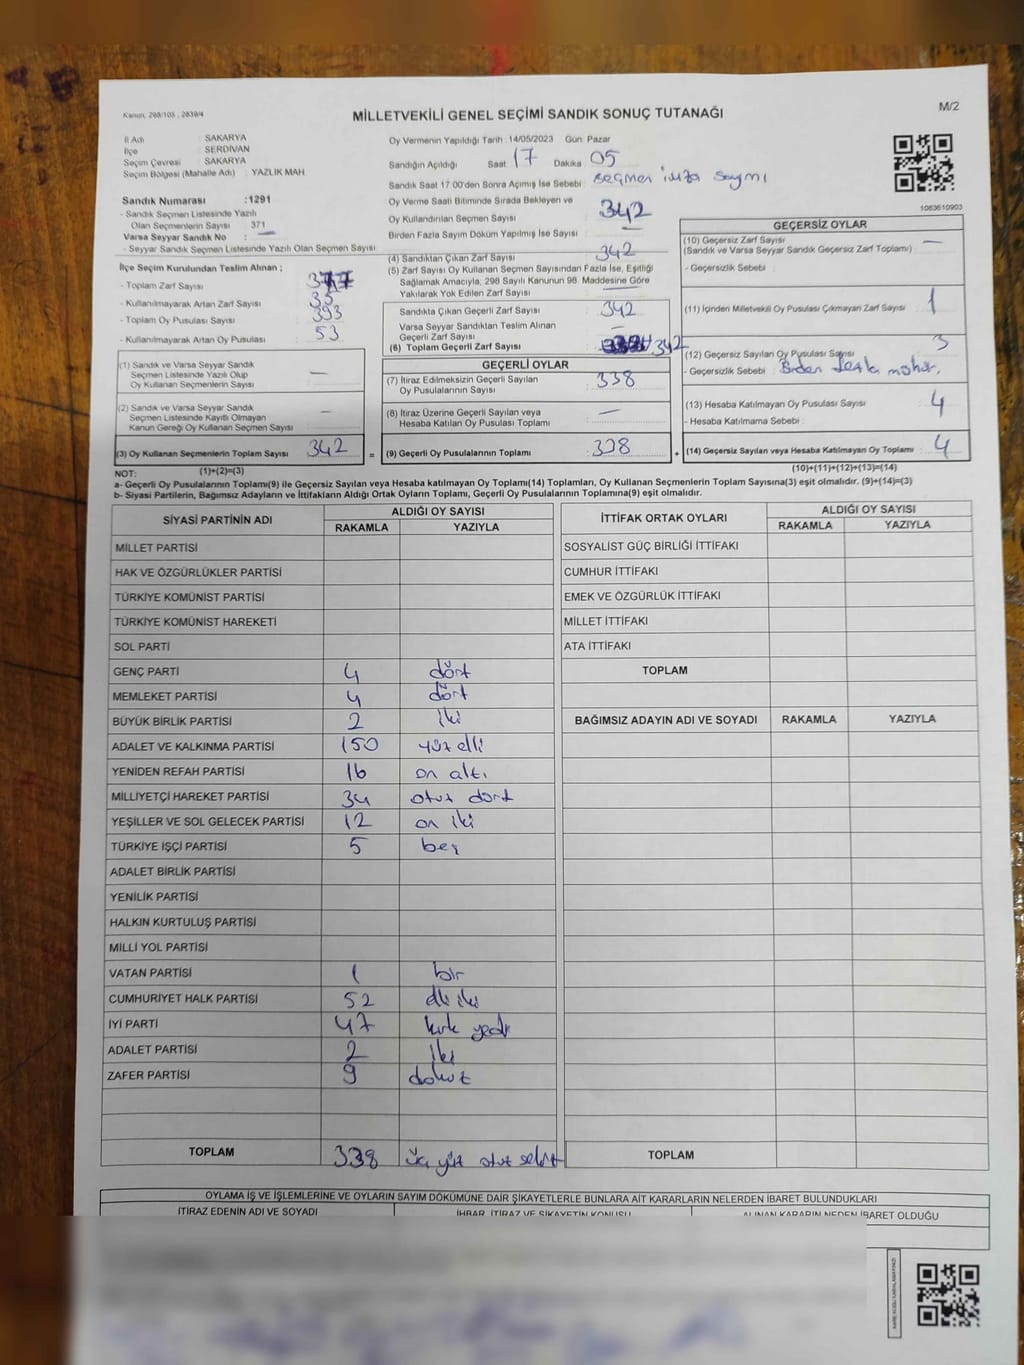 Kanun, 298/105 , 2839/4
MİLLETVEKİLİ GENEL SEÇİMİ SANDIK SONUÇ TUTANAĞI
M/2
İl Adı : SAKARYA
İlçe : SERDİVAN
Seçim Çevresi : SAKARYA
Seçim Bölgesi (Mahalle Adı) : YAZLIK MAH
Sandık Numarası :1291
- Sandık Seçmen Listesinde Yazılı
Olan Seçmenlerin Sayısı 371
Varsa Seyyar Sandık No :
- Seyyar Sandık Seçmen Listesinde Yazılı Olan Seçmen Sayısı
Oy Vermenin Yapıldığı Tarih :14/05/2023 Gün: Pazar
Sandığın Açıldığı Saat 17 Dakika 05
Sandık Saat 17:00'den Sonra Açılmış İse Sebebi : seçmen imza sayımı
Oy Verme Saati Bitiminde Sırada Bekleyen ve
Oy Kullandırılan Seçmen Sayısı : 342
Birden Fazla Sayım Döküm Yapılmış İse Sayısı : —
1083610903
İlçe Seçim Kurulundan Teslim Alınan ;
- Toplam Zarf Sayısı : 377
- Kullanılmayarak Artan Zarf Sayısı : 35
- Toplam Oy Pusulası Sayısı : 393
- Kullanılmayarak Artan Oy Pusulası : 53
(1) Sandık ve Varsa Seyyar Sandık
Seçmen Listesinde Yazılı Olup
Oy Kullanan Seçmenlerin Sayısı : —
(2) Sandık ve Varsa Seyyar Sandık
Seçmen Listesinde Kayıtlı Olmayan
Kanun Gereği Oy Kullanan Seçmen Sayısı : —
(3) Oy Kullanan Seçmenlerin Toplam Sayısı : 342 =
(4) Sandıktan Çıkan Zarf Sayısı : 342
(5) Zarf Sayısı Oy Kullanan Seçmen Sayısından Fazla İse, Eşitliği
Sağlamak Amacıyla, 298 Sayılı Kanunun 98. Maddesine Göre
Yakılarak Yok Edilen Zarf Sayısı : —
Sandıkta Çıkan Geçerli Zarf Sayısı : 342
Varsa Seyyar Sandıktan Teslim Alınan
Geçerli Zarf Sayısı : —
(6) Toplam Geçerli Zarf Sayısı : 342
GEÇERLİ OYLAR
(7) İtiraz Edilmeksizin Geçerli Sayılan
Oy Pusulalarının Sayısı : 338
(8) İtiraz Üzerine Geçerli Sayılan veya
Hesaba Katılan Oy Pusulası Toplamı : —
(9) Geçerli Oy Pusulalarının Toplamı : 338 +
GEÇERSİZ OYLAR
(10) Geçersiz Zarf Sayısı : —
(Sandık ve Varsa Seyyar Sandık Geçersiz Zarf Toplamı)
- Geçersizlik Sebebi :
(11) İçinden Milletvekili Oy Pusulası Çıkmayan Zarf Sayısı : 1
(12) Geçersiz Sayılan Oy Pusulası Sayısı : 3
- Geçersizlik Sebebi : Birden fazla mühür.
(13) Hesaba Katılmayan Oy Pusulası Sayısı : 4
- Hesaba Katılmama Sebebi :
(14) Geçersiz Sayılan veya Hesaba Katılmayan Oy Toplamı : 4
NOT: (1)+(2)=(3) (10)+(11)+(12)+(13)=(14)
a- Geçerli Oy Pusulalarının Toplamı(9) ile Geçersiz Sayılan veya Hesaba katılmayan Oy Toplamı(14) Toplamları, Oy Kullanan Seçmenlerin Toplam Sayısına(3) eşit olmalıdır. (9)+(14)=(3)
b- Siyasi Partilerin, Bağımsız Adayların ve İttifakların Aldığı Ortak Oyların Toplamı, Geçerli Oy Pusulalarının Toplamına(9) eşit olmalıdır.
SİYASİ PARTİNİN ADI ALDIĞI OY SAYISI
RAKAMLA YAZIYLA
MİLLET PARTİSİ
HAK VE ÖZGÜRLÜKLER PARTİSİ
TÜRKİYE KOMÜNİST PARTİSİ
TÜRKİYE KOMÜNİST HAREKETİ
SOL PARTİ
GENÇ PARTİ 4 dört
MEMLEKET PARTİSİ 4 dört
BÜYÜK BİRLİK PARTİSİ 2 iki
ADALET VE KALKINMA PARTİSİ 150 yüz elli
YENİDEN REFAH PARTİSİ 16 on altı
MİLLİYETÇİ HAREKET PARTİSİ 34 otuz dört
YEŞİLLER VE SOL GELECEK PARTİSİ 12 on iki
TÜRKİYE İŞÇİ PARTİSİ 5 beş
ADALET BİRLİK PARTİSİ
YENİLİK PARTİSİ
HALKIN KURTULUŞ PARTİSİ
MİLLİ YOL PARTİSİ
VATAN PARTİSİ 1 bir
CUMHURİYET HALK PARTİSİ 52 elli iki
İYİ PARTİ 47 kırk yedi
ADALET PARTİSİ 2 iki
ZAFER PARTİSİ 9 dokuz
TOPLAM 338 üç yüz otuz sekiz
İTTİFAK ORTAK OYLARI ALDIĞI OY SAYISI
RAKAMLA YAZIYLA
SOSYALİST GÜÇ BİRLİĞİ İTTİFAKI
CUMHUR İTTİFAKI
EMEK VE ÖZGÜRLÜK İTTİFAKI
MİLLET İTTİFAKI
ATA İTTİFAKI
TOPLAM
BAĞIMSIZ ADAYIN ADI VE SOYADI RAKAMLA YAZIYLA
TOPLAM
OYLAMA İŞ VE İŞLEMLERİNE VE OYLARIN SAYIM DÖKÜMÜNE DAİR ŞİKAYETLERLE BUNLARA AİT KARARLARIN NELERDEN İBARET BULUNDUKLARI
İTİRAZ EDENİN ADI VE SOYADI İHBAR, İTİRAZ VE ŞİKAYETİN KONUSU ALINAN KARARIN NEDEN İBARET OLDUĞU